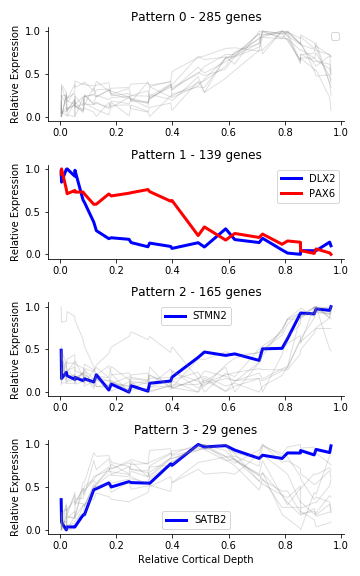 Pattern 0 - 285 genes
Relative Expression
1.0
0.5
0.0
0.0 0.2 0.4 0.6 0.8 1.0
Pattern 1 - 139 genes
Relative Expression
1.0
0.5
0.0
DLX2
PAX6
0.0 0.2 0.4 0.6 0.8 1.0
Pattern 2 - 165 genes
Relative Expression
1.0
0.5
0.0
STMN2
0.0 0.2 0.4 0.6 0.8 1.0
Pattern 3 - 29 genes
Relative Expression
1.0
0.5
0.0
SATB2
0.0 0.2 0.4 0.6 0.8 1.0
Relative Cortical Depth